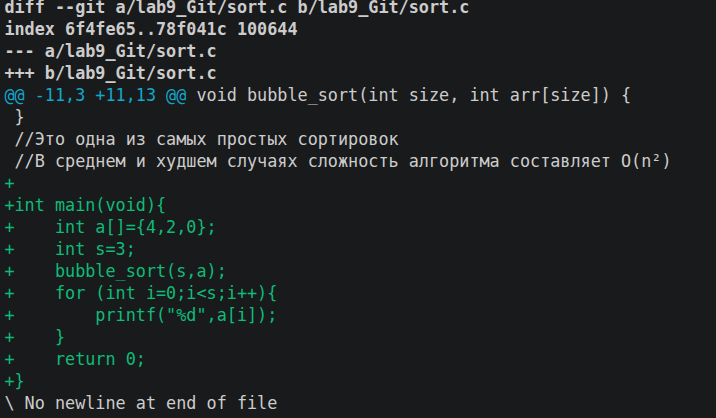 diff --git a/lab9_Git/sort.c b/lab9_Git/sort.c
index 6f4fe65..78f041c 100644
--- a/lab9_Git/sort.c
+++ b/lab9_Git/sort.c
@@ -11,3 +11,13 @@ void bubble_sort(int size, int arr[size]) {
 }
 //Это одна из самых простых сортировок
 //В среднем и худшем случаях сложность алгоритма составляет O(n²)
+
+int main(void){
+    int a[]={4,2,0};
+    int s=3;
+    bubble_sort(s,a);
+    for (int i=0;i<s;i++){
+        printf("%d",a[i]);
+    }
+    return 0;
+}
\ No newline at end of file